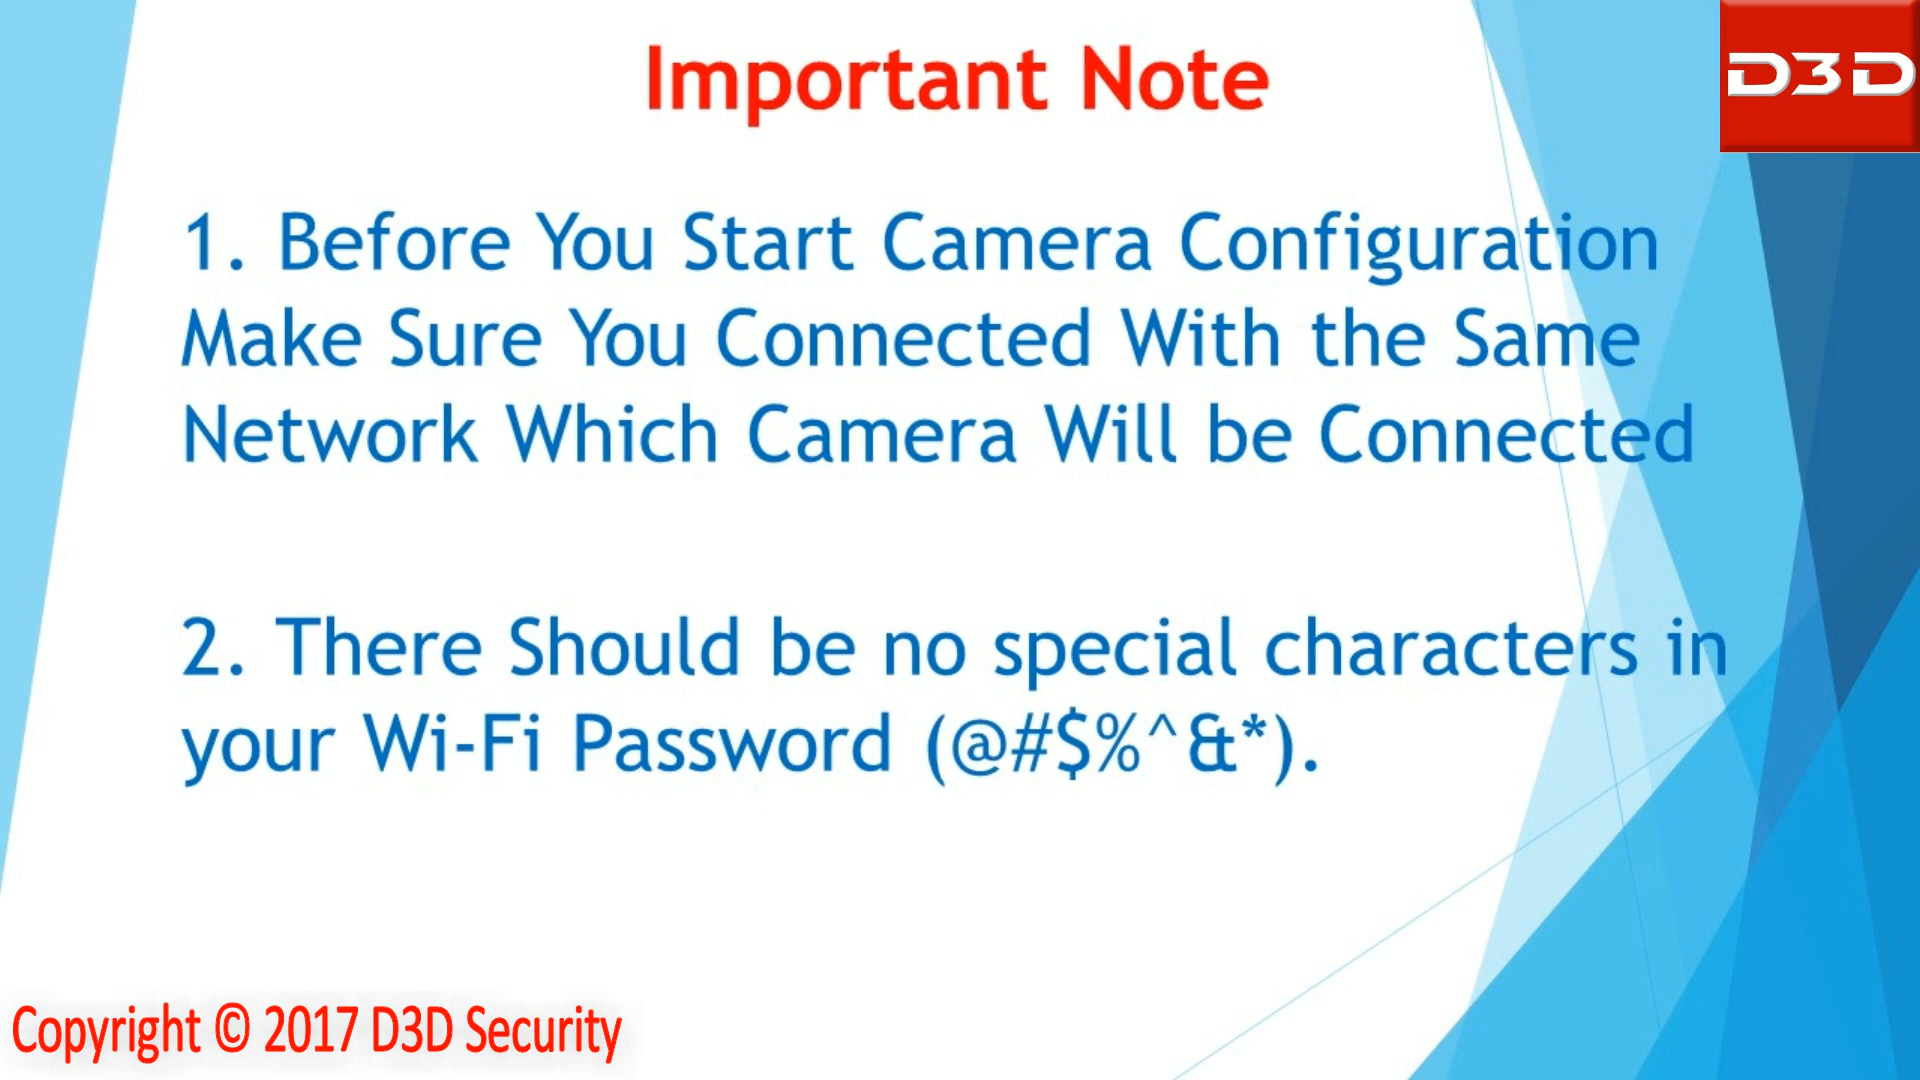 Important Note
D3D
1. Before You Start Camera Configuration
Make Sure You Connected With the Same
Network Which Camera Will be Connected
2. There Should be no special characters in
your Wi-Fi Password (@#$%^&*).
Copyright © 2017 D3D Security